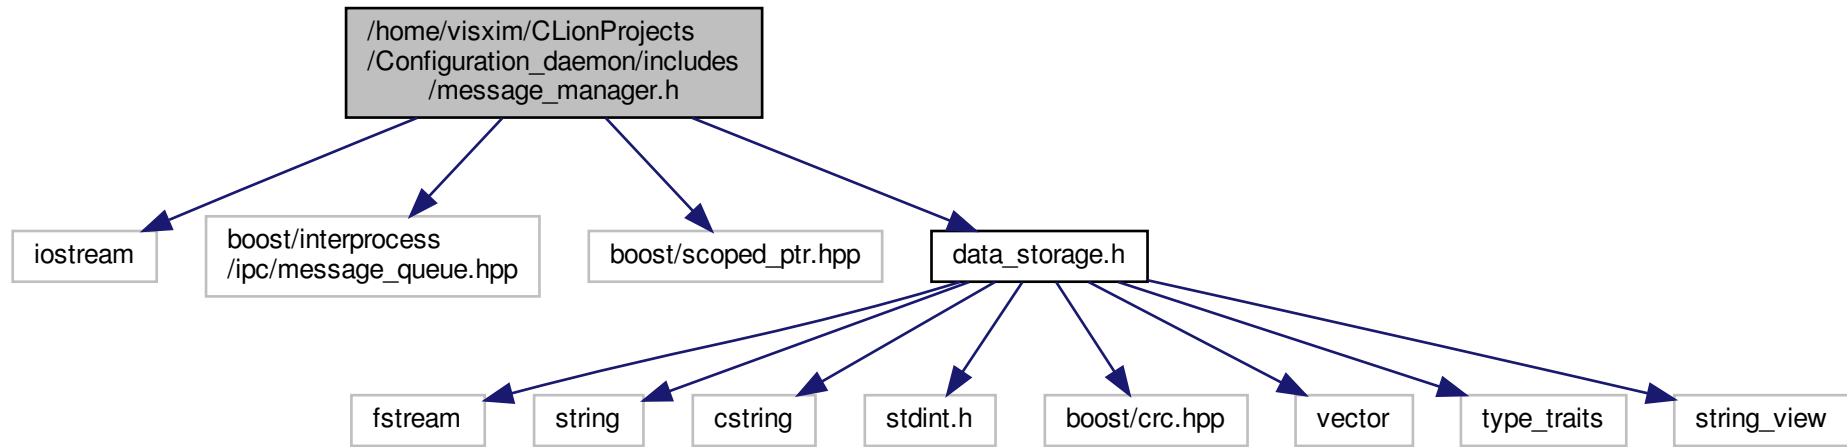 /home/visxim/CLionProjects
/Configuration_daemon/includes
/message_manager.h
iostream
boost/interprocess
/ipc/message_queue.hpp
boost/scoped_ptr.hpp
data_storage.h
fstream
string
cstring
stdint.h
boost/crc.hpp
vector
type_traits
string_view